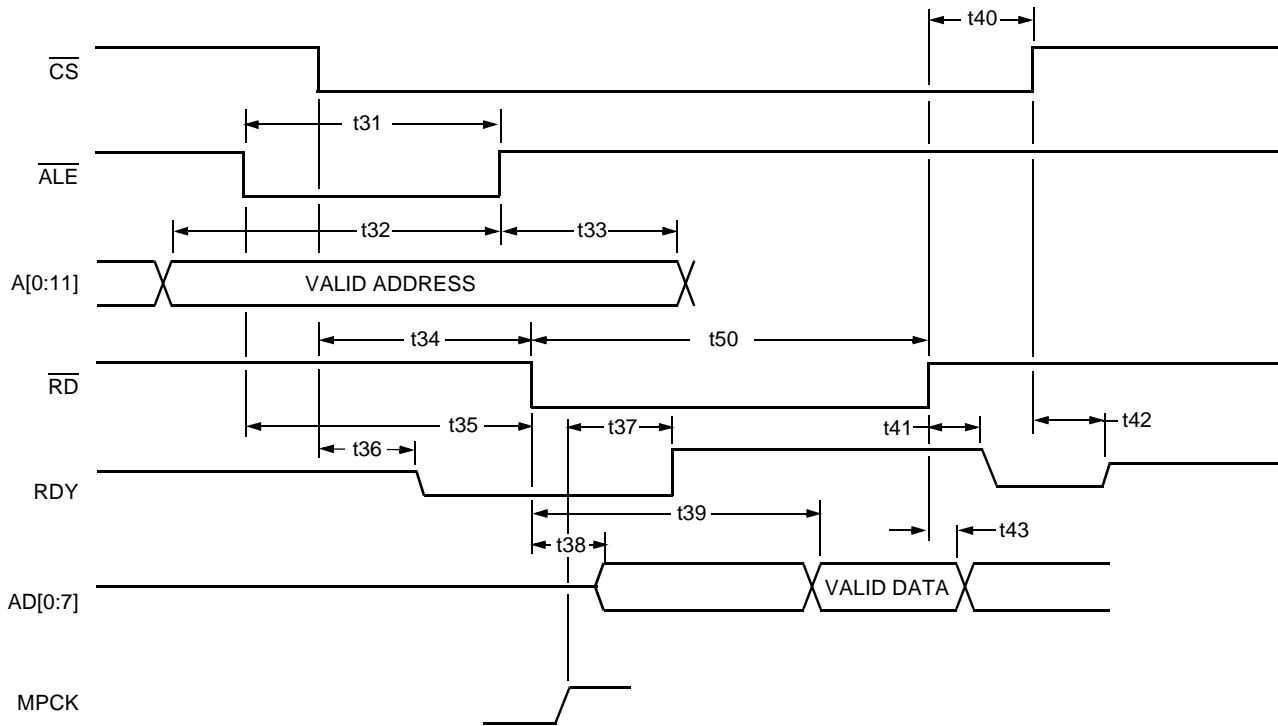 t40
CS
t31
ALE
t32
t33
A[0:11]
VALID ADDRESS
t34
t50
RD
t35
t37
t41
t42
t36
RDY
t39
t38
t43
AD[0:7]
VALID DATA
MPCK